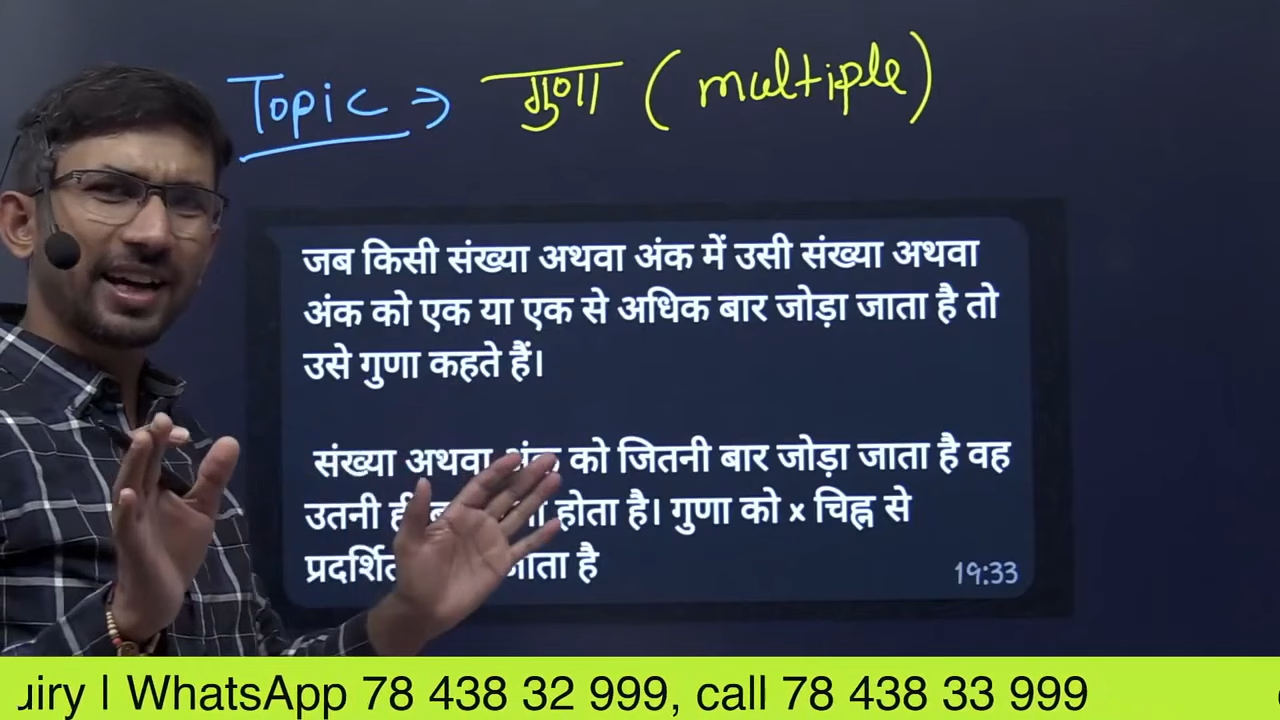 Topic → गुणा ( multiple )
जब किसी संख्या अथवा अंक में उसी संख्या अथवा
अंक को एक या एक से अधिक बार जोड़ा जाता है तो
उसे गुणा कहते हैं।
संख्या अथवा अंक को जितनी बार जोड़ा जाता है वह
उतनी होता है। गुणा को x चिह्न से
है
19:33
WhatsApp 78 438 32 999, call 78 438 33 999